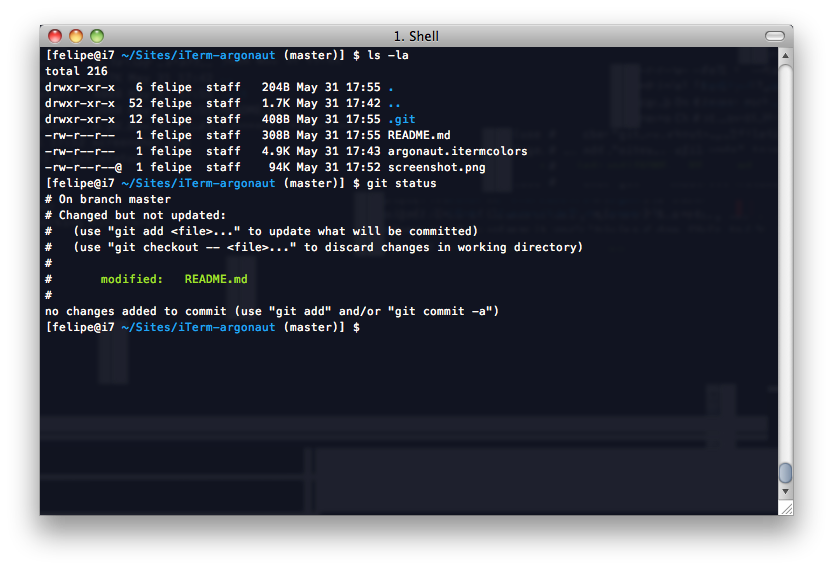 1. Shell
[felipe@i7 ~/Sites/iTerm-argonaut (master)] $ ls -la
total 216
drwxr-xr-x   6 felipe  staff   204B May 31 17:55 .
drwxr-xr-x  52 felipe  staff   1.7K May 31 17:42 ..
drwxr-xr-x  12 felipe  staff   408B May 31 17:55 .git
-rw-r--r--   1 felipe  staff   308B May 31 17:55 README.md
-rw-r--r--   1 felipe  staff   4.9K May 31 17:43 argonaut.itermcolors
-rw-r--r--@  1 felipe  staff    94K May 31 17:52 screenshot.png
[felipe@i7 ~/Sites/iTerm-argonaut (master)] $ git status
# On branch master
# Changed but not updated:
#   (use "git add <file>..." to update what will be committed)
#   (use "git checkout -- <file>..." to discard changes in working directory)
#
#       modified:   README.md
#
no changes added to commit (use "git add" and/or "git commit -a")
[felipe@i7 ~/Sites/iTerm-argonaut (master)] $